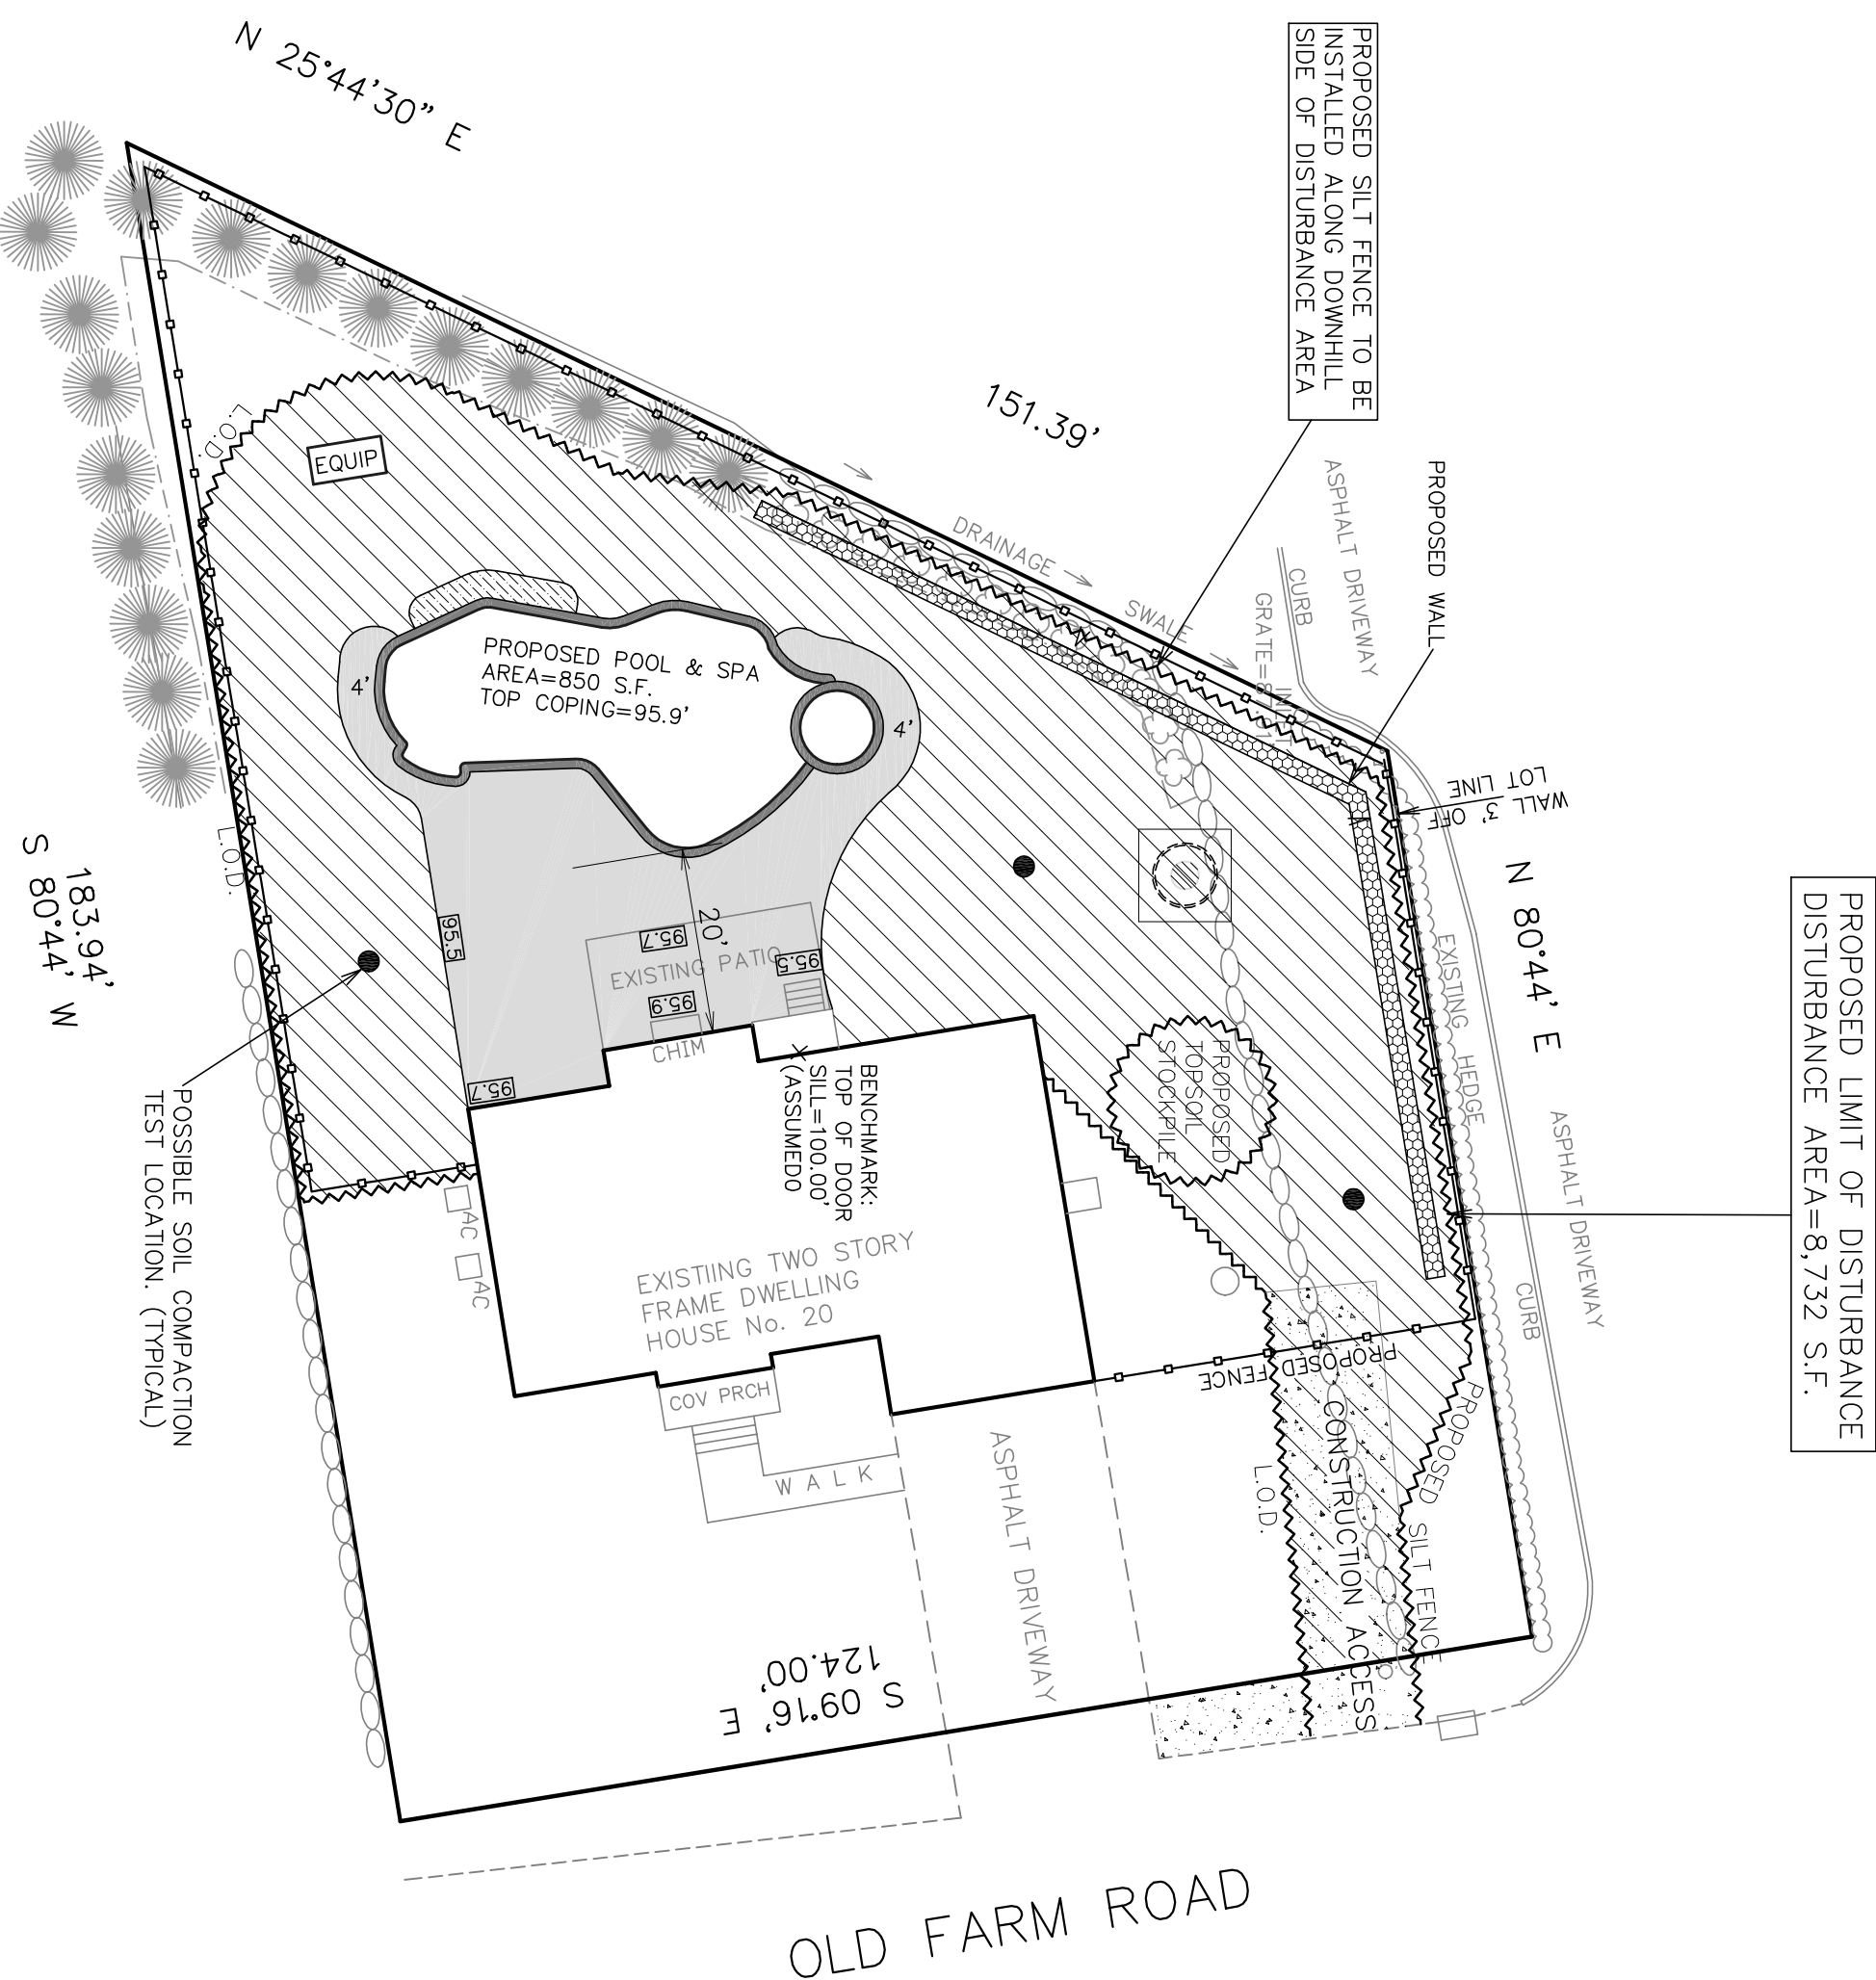 N 25°44'30" E
151.39'
PROPOSED SILT FENCE TO BE
INSTALLED ALONG DOWNHILL
SIDE OF DISTURBANCE AREA
ASPHALT DRIVEWAY
PROPOSED WALL
CURB
DRAINAGE
SWALE
INLET
WALL 3' OFF
LOT LINE
N 80°44' E
PROPOSED LIMIT OF DISTURBANCE
DISTURBANCE AREA=8,732 S.F.
EXISTING HEDGE
ASPHALT DRIVEWAY
CURB
L.O.D.
EQUIP
PROPOSED POOL & SPA
AREA=850 S.F.
TOP COPING=95.9'
4'
4'
20'
95.5
95.7
EXISTING PATIO
95.5
95.9
CHIM
95.7
L.O.D.
183.94'
S 80°44' W
POSSIBLE SOIL COMPACTION
TEST LOCATION. (TYPICAL)
BENCHMARK:
TOP OF DOOR
SILL=100.00'
(ASSUMEDO
PROPOSED
TOPSOIL
STOCKPILE
AC
AC
EXISTIING TWO STORY
FRAME DWELLING
HOUSE No. 20
COV PRCH
WALK
PROPOSED FENCE
PROPOSED SILT FENCE
CONSTRUCTION ACCESS
L.O.D.
ASPHALT DRIVEWAY
S 09°16' E
124.00'
OLD FARM ROAD